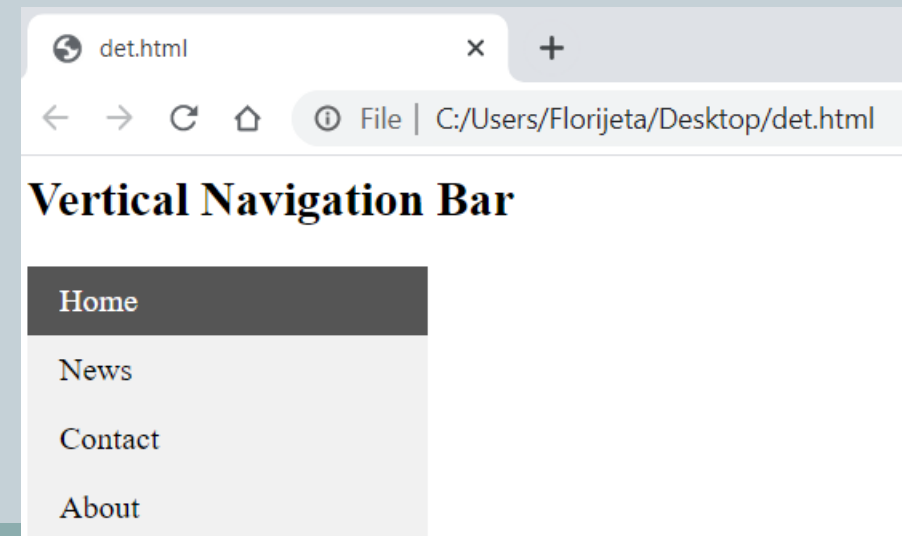 det.html
File | C:/Users/Florijeta/Desktop/det.html
Vertical Navigation Bar
Home
News
Contact
About